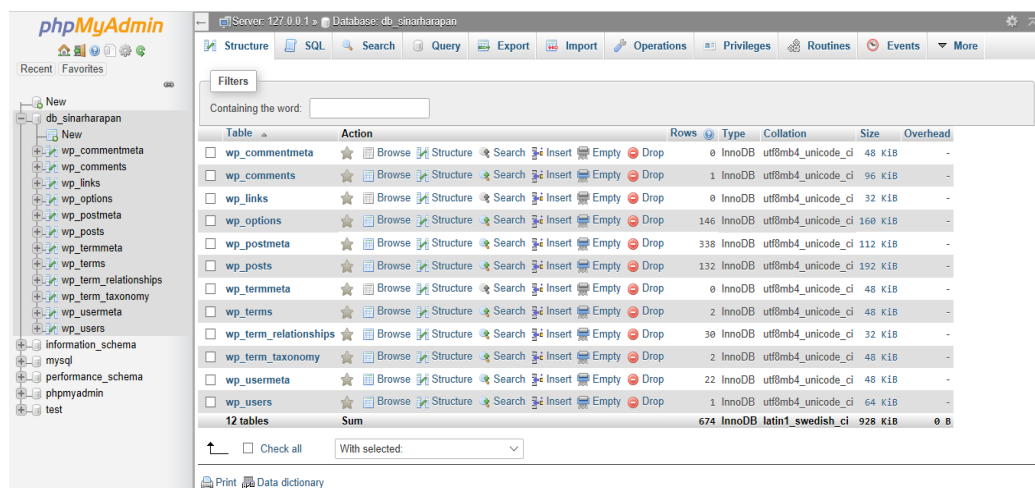 phpMyAdmin
Recent Favorites
New
db_sinarharapan
New
wp_commentmeta
wp_comments
wp_links
wp_options
wp_postmeta
wp_posts
wp_termmeta
wp_terms
wp_term_relationships
wp_term_taxonomy
wp_usermeta
wp_users
information_schema
mysql
performance_schema
phpmyadmin
test
Server: 127.0.0.1 » Database: db_sinarharapan
Structure SQL Search Query Export Import Operations Privileges Routines Events More
Filters
Containing the word:
Table Action Rows Type Collation Size Overhead
wp_commentmeta Browse Structure Search Insert Empty Drop 0 InnoDB utf8mb4_unicode_ci 48 KiB -
wp_comments Browse Structure Search Insert Empty Drop 1 InnoDB utf8mb4_unicode_ci 96 KiB -
wp_links Browse Structure Search Insert Empty Drop 0 InnoDB utf8mb4_unicode_ci 32 KiB -
wp_options Browse Structure Search Insert Empty Drop 146 InnoDB utf8mb4_unicode_ci 160 KiB -
wp_postmeta Browse Structure Search Insert Empty Drop 338 InnoDB utf8mb4_unicode_ci 112 KiB -
wp_posts Browse Structure Search Insert Empty Drop 132 InnoDB utf8mb4_unicode_ci 192 KiB -
wp_termmeta Browse Structure Search Insert Empty Drop 0 InnoDB utf8mb4_unicode_ci 48 KiB -
wp_terms Browse Structure Search Insert Empty Drop 2 InnoDB utf8mb4_unicode_ci 48 KiB -
wp_term_relationships Browse Structure Search Insert Empty Drop 30 InnoDB utf8mb4_unicode_ci 32 KiB -
wp_term_taxonomy Browse Structure Search Insert Empty Drop 2 InnoDB utf8mb4_unicode_ci 48 KiB -
wp_usermeta Browse Structure Search Insert Empty Drop 22 InnoDB utf8mb4_unicode_ci 48 KiB -
wp_users Browse Structure Search Insert Empty Drop 1 InnoDB utf8mb4_unicode_ci 64 KiB -
12 tables Sum 674 InnoDB latin1_swedish_ci 928 KiB 0 B
Check all With selected:
Print Data dictionary